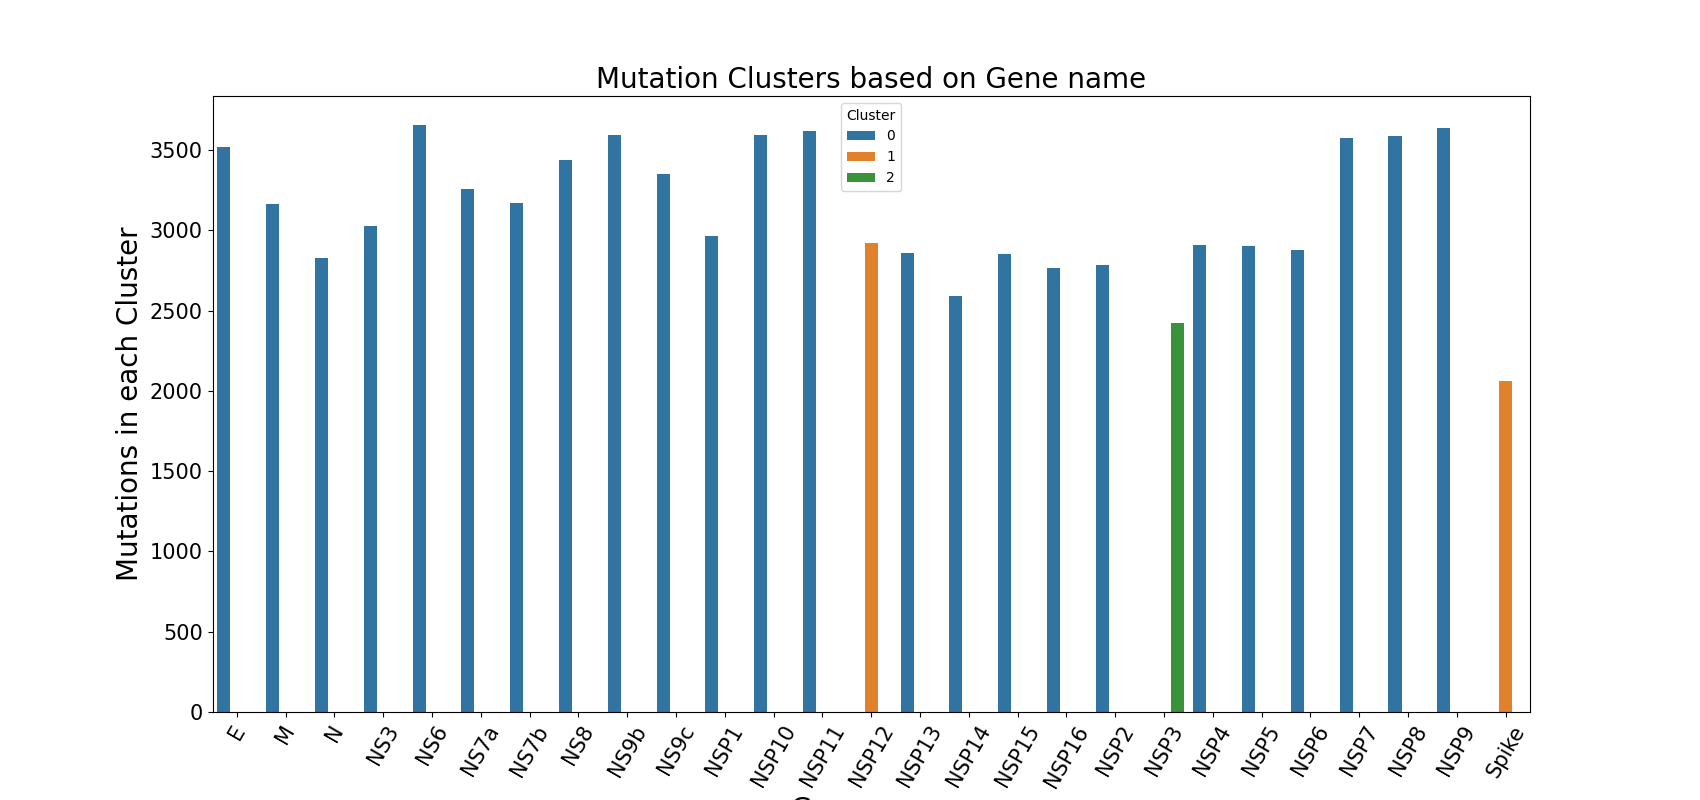 Mutation Clusters based on Gene name
Cluster
0
1
2
Mutations in each Cluster
3500
3000
2500
2000
1500
1000
500
0
E
M
N
NS3
NS6
NS7a
NS7b
NS8
NS9b
NS9c
NSP1
NSP10
NSP11
NSP12
NSP13
NSP14
NSP15
NSP16
NSP2
NSP3
NSP4
NSP5
NSP6
NSP7
NSP8
NSP9
Spike